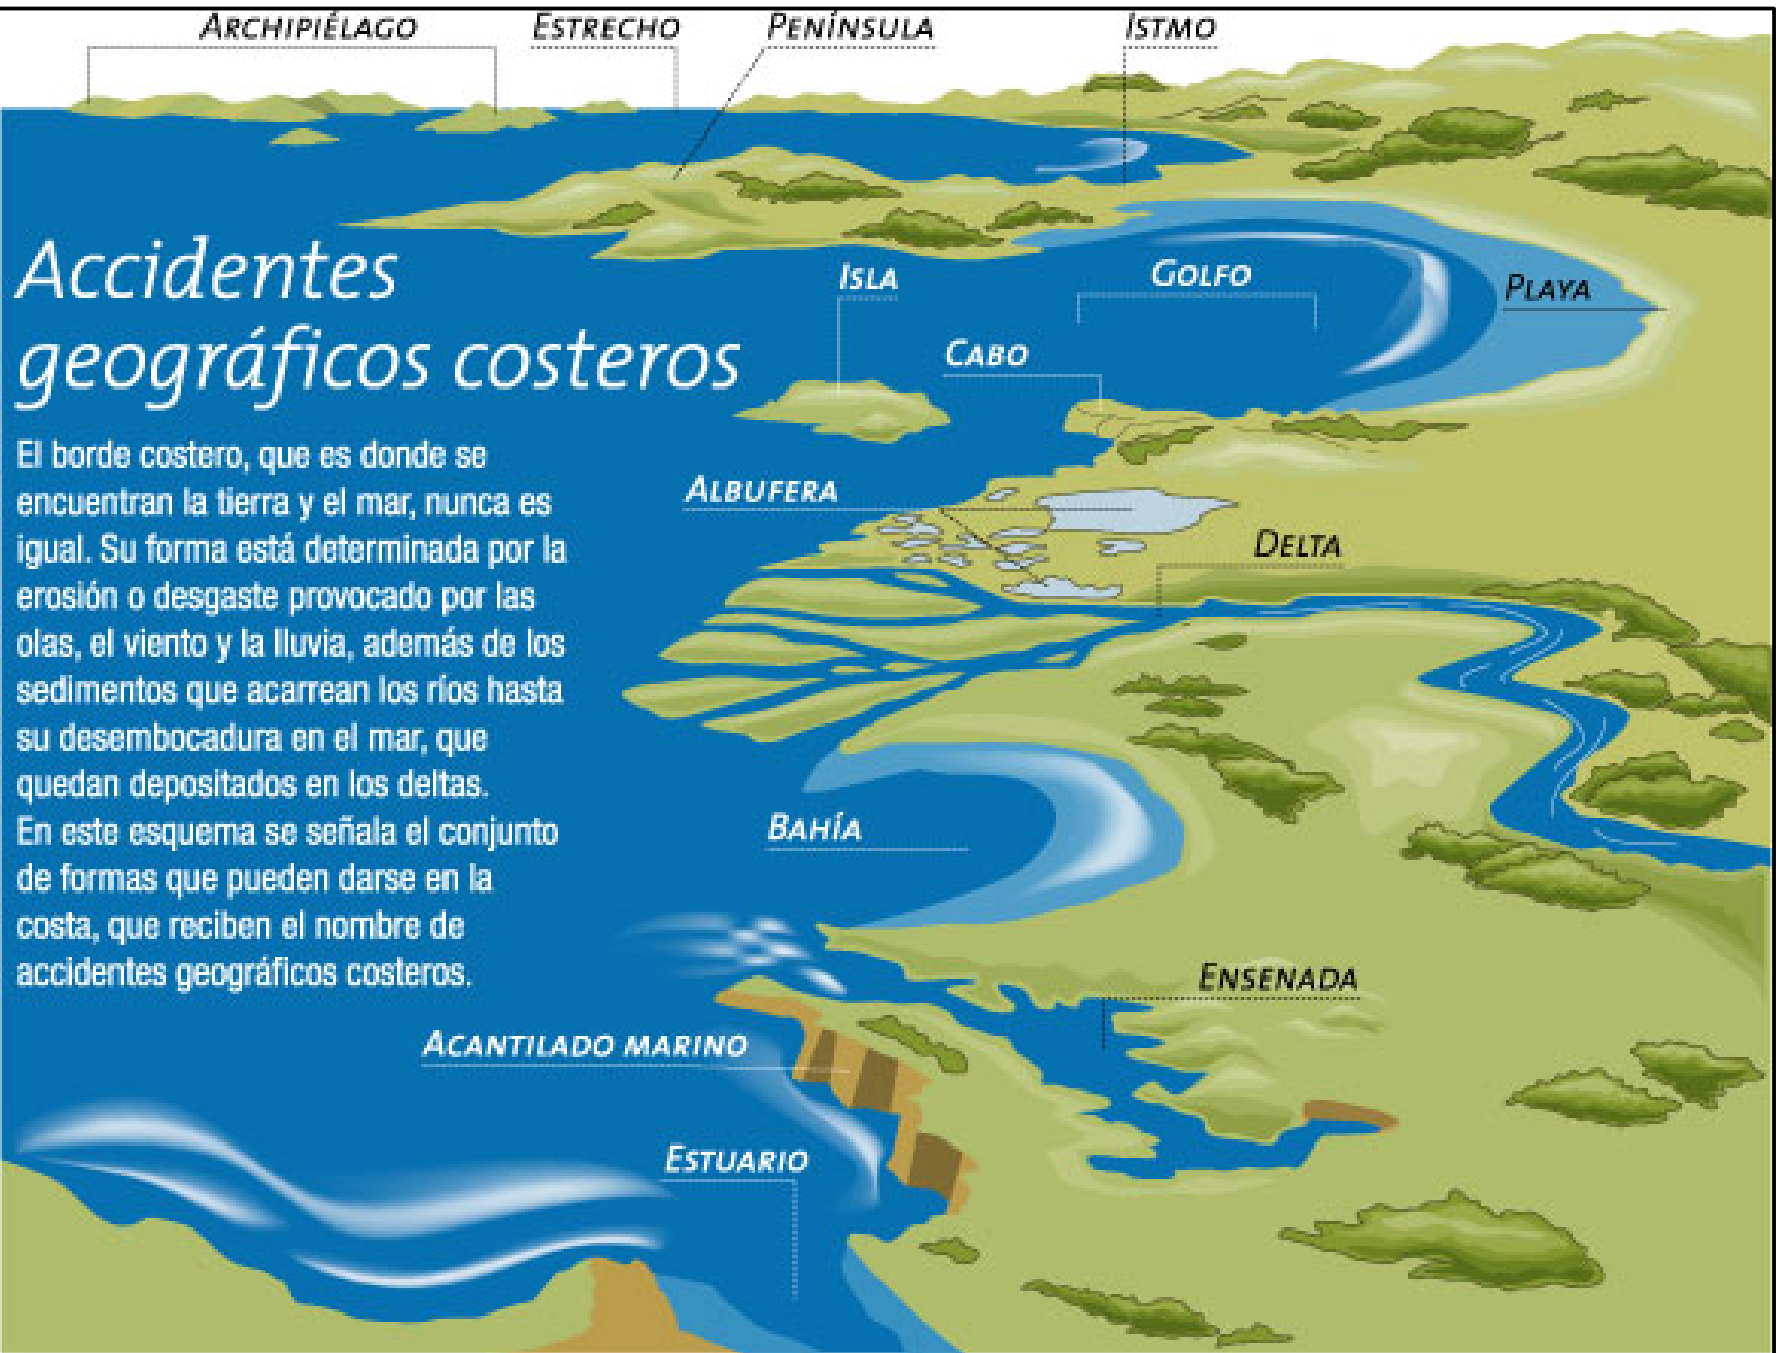 ARCHIPIÉLAGO
ESTRECHO
PENÍNSULA
ISTMO
Accidentes
geográficos costeros
El borde costero, que es donde se
encuentran la tierra y el mar, nunca es
igual. Su forma está determinada por la
erosión o desgaste provocado por las
olas, el viento y la lluvia, además de los
sedimentos que acarrean los ríos hasta
su desembocadura en el mar, que
quedan depositados en los deltas.
En este esquema se señala el conjunto
de formas que pueden darse en la
costa, que reciben el nombre de
accidentes geográficos costeros.
ISLA
GOLFO
PLAYA
CABO
ALBUFERA
DELTA
BAHÍA
ENSENADA
ACANTILADO MARINO
ESTUARIO